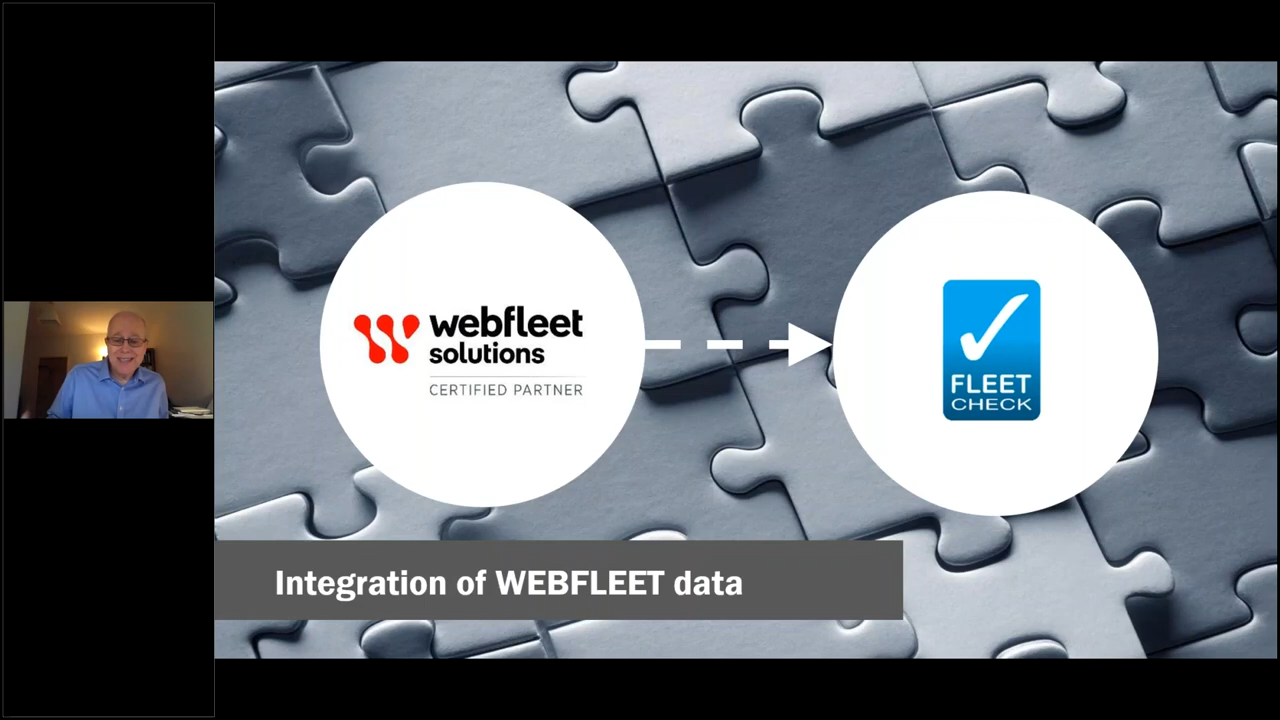 webfleet
solutions
CERTIFIED PARTNER
FLEET
CHECK
Integration of WEBFLEET data